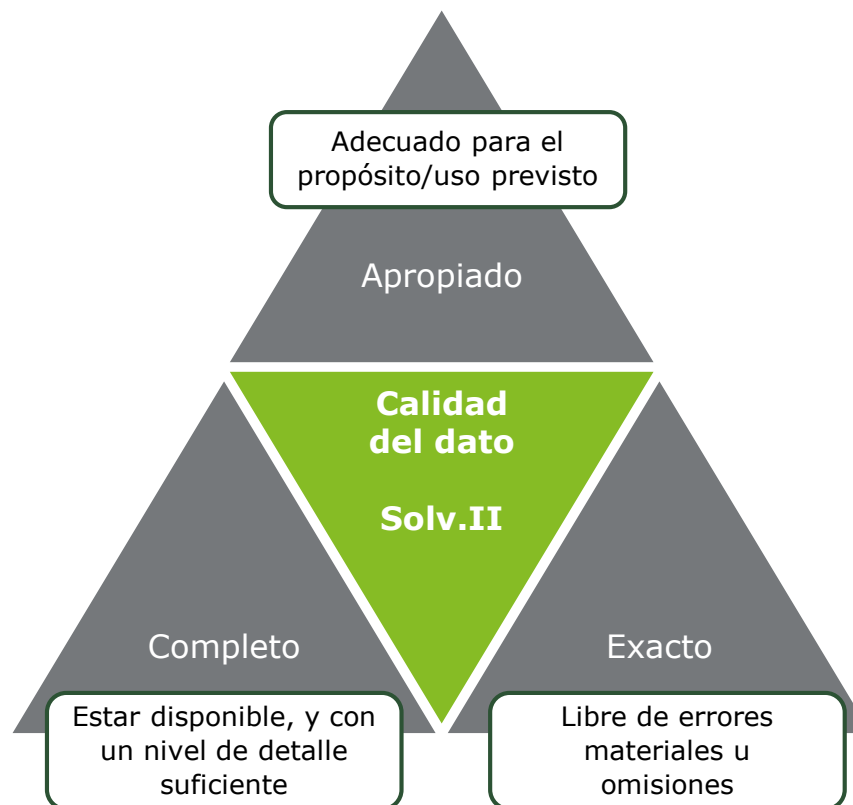 Adecuado para el
propósito/uso previsto
Apropiado
Calidad
del dato
Solv.II
Completo
Estar disponible, y con
un nivel de detalle
suficiente
Exacto
Libre de errores
materiales u
omisiones